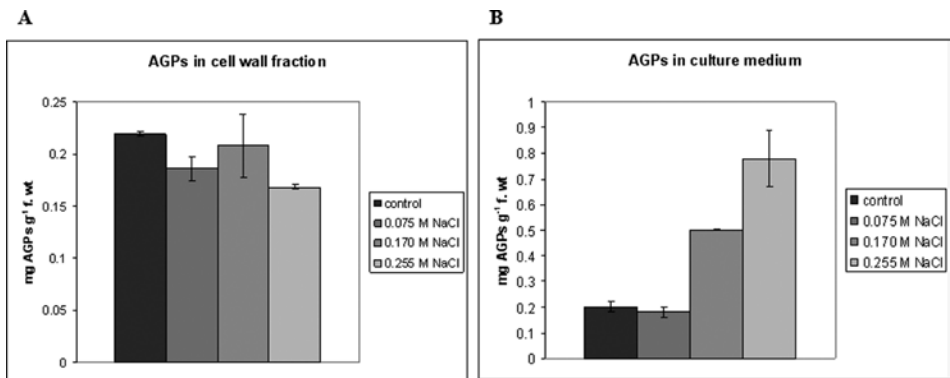 A
AGPs in cell wall fraction
mg AGPs g⁻¹ f. wt
0.25
0.2
0.15
0.1
0.05
0
control
0.075 M NaCl
0.170 M NaCl
0.255 M NaCl
B
AGPs in culture medium
mg AGPs g⁻¹ f. wt
1
0.9
0.8
0.7
0.6
0.5
0.4
0.3
0.2
0.1
0
control
0.075 M NaCl
0.170 M NaCl
0.255 M NaCl